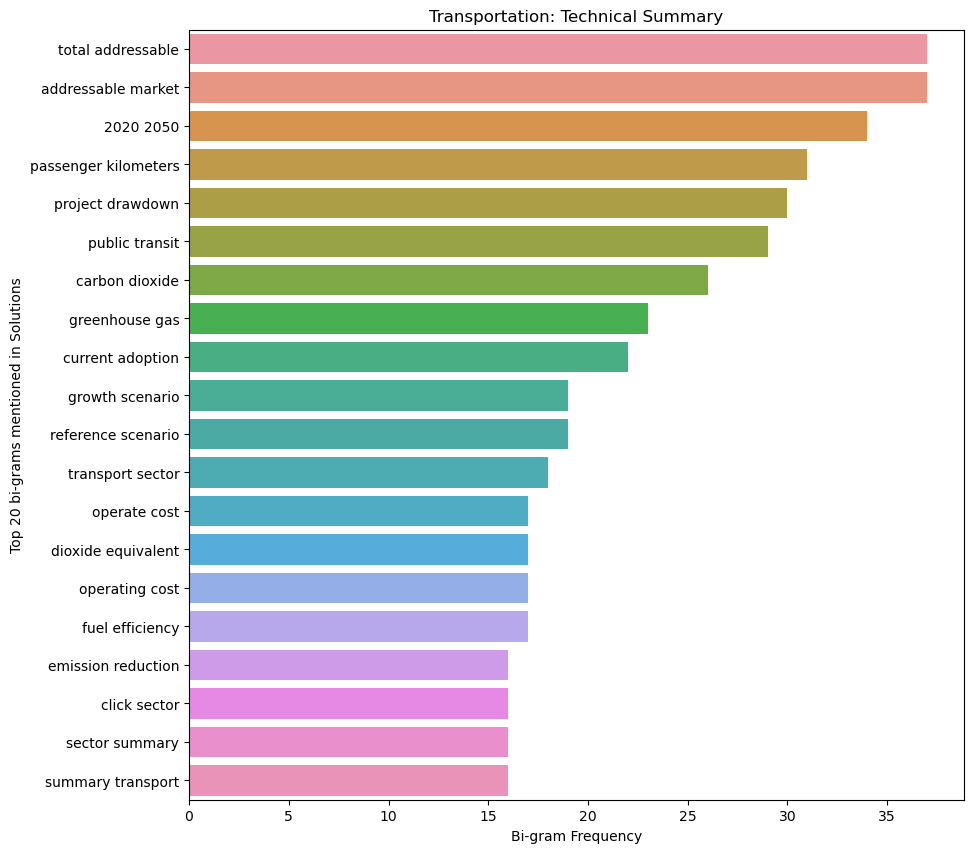 Transportation: Technical Summary
Top 20 bi-grams mentioned in Solutions
total addressable
addressable market
2020 2050
passenger kilometers
project drawdown
public transit
carbon dioxide
greenhouse gas
current adoption
growth scenario
reference scenario
transport sector
operate cost
dioxide equivalent
operating cost
fuel efficiency
emission reduction
click sector
sector summary
summary transport
0 5 10 15 20 25 30 35
Bi-gram Frequency